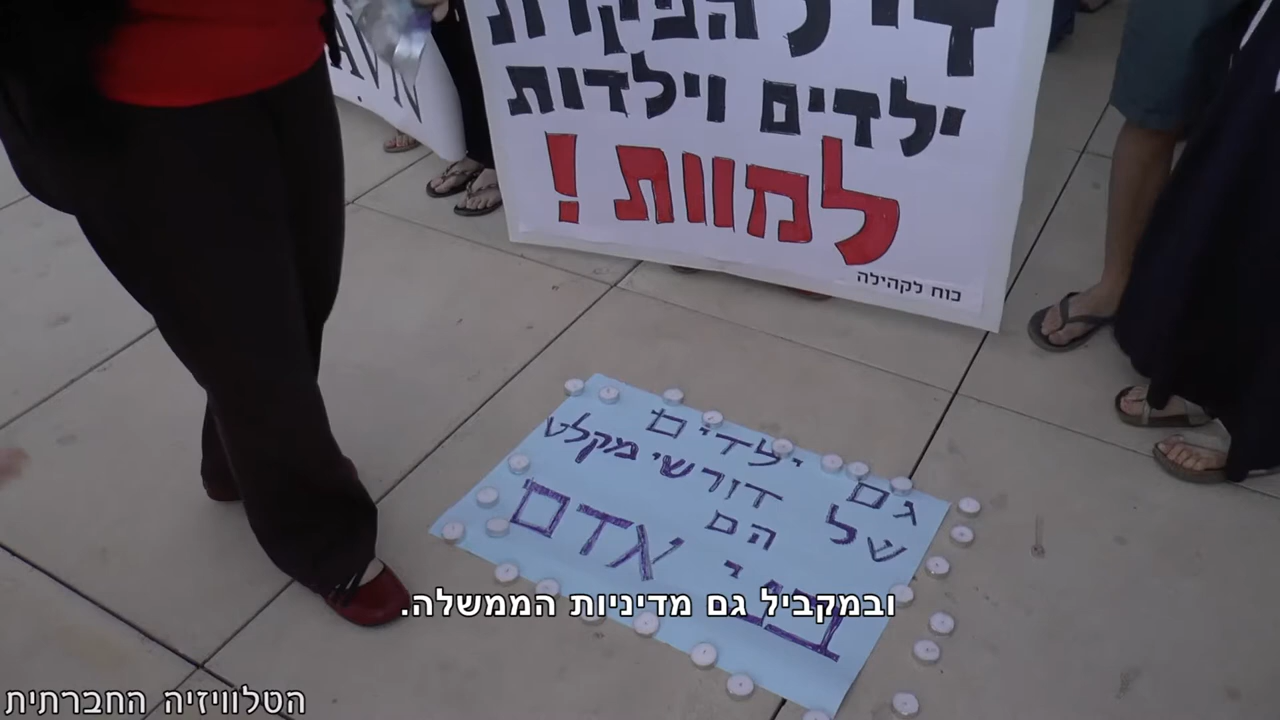 די להפקרת
ילדים וילדות
למוות!
כוח לקהילה
גם ילדים
של דורשי מקלט
הם
בני אדם
ובמקביל גם מדיניות הממשלה.
הטלוויזיה החברתית